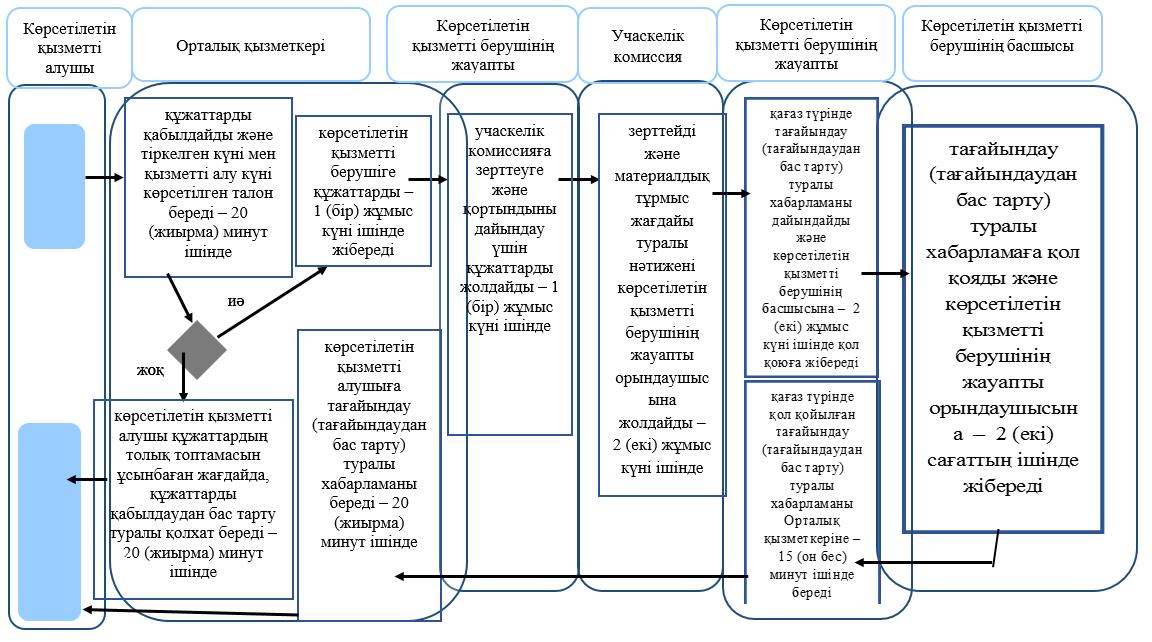 Көрсетілетін
қызметті
алушы
Орталық қызметкері
Көрсетілетін
қызметті берушінің
жауапты
Учаскелік
комиссия
Көрсетілетін
қызметті берушінің
жауапты
Көрсетілетін қызметті
берушінің басшысы
құжаттарды
қабылдайды және
тіркелген күні мен
қызметті алу күні
көрсетілген талон
береді – 20
(жиырма) минут
ішінде
көрсетілетін
қызметті
берушіге
құжаттарды –
1 (бір) жұмыс
күні ішінде
жібереді
учаскелік
комиссияға
зерттеуге
және
қортындыны
дайындау
үшін
құжаттарды
жолдайды – 1
(бір) жұмыс
күні ішінде
зерттейді
және
материалдық
тұрмыс
жағдайы
туралы
нәтижені
көрсетілетін
қызметті
берушінің
жауапты
орындаушыс
ына
жолдайды –
2 (екі) жұмыс
күні ішінде
қағаз түрінде
тағайындау
(тағайындаудан
бас тарту)
туралы
хабарламаны
дайындайды
және
көрсетілетін
қызметті
берушінің
басшысына – 2
(екі) жұмыс
күні ішінде қол
қоюға жібереді
тағайындау
(тағайындаудан
бас тарту)
туралы
хабарламаға қол
қояды және
көрсетілетін
қызметті
берушінің
жауапты
орындаушысын
а – 2 (екі)
сағаттың ішінде
жібереді
иә
жоқ
көрсетілетін қызметті
алушы құжаттардың
толық топтамасын
ұсынбаған жағдайда,
құжаттарды
қабылдаудан бас тарту
туралы қолхат береді –
20 (жиырма) минут
ішінде
көрсетілетін
қызметті
алушыға
тағайындау
(тағайындаудан
бас тарту)
туралы
хабарламаны
береді – 20
(жиырма)
минут ішінде
қағаз түрінде
қол қойылған
тағайындау
(тағайындаудан
бас тарту)
туралы
хабарламаны
Орталық
қызметкеріне –
15 (он бес)
минут ішінде
береді